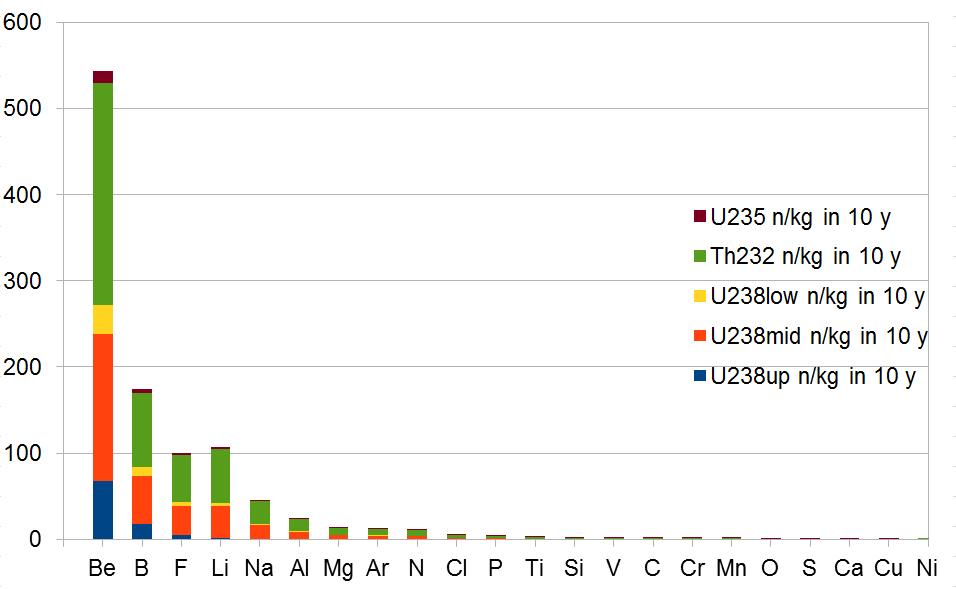 600
500
400
300
200
100
0
U235 n/kg in 10 y
Th232 n/kg in 10 y
U238low n/kg in 10 y
U238mid n/kg in 10 y
U238up n/kg in 10 y
Be B F Li Na Al Mg Ar N Cl P Ti Si V C Cr Mn O S Ca Cu Ni